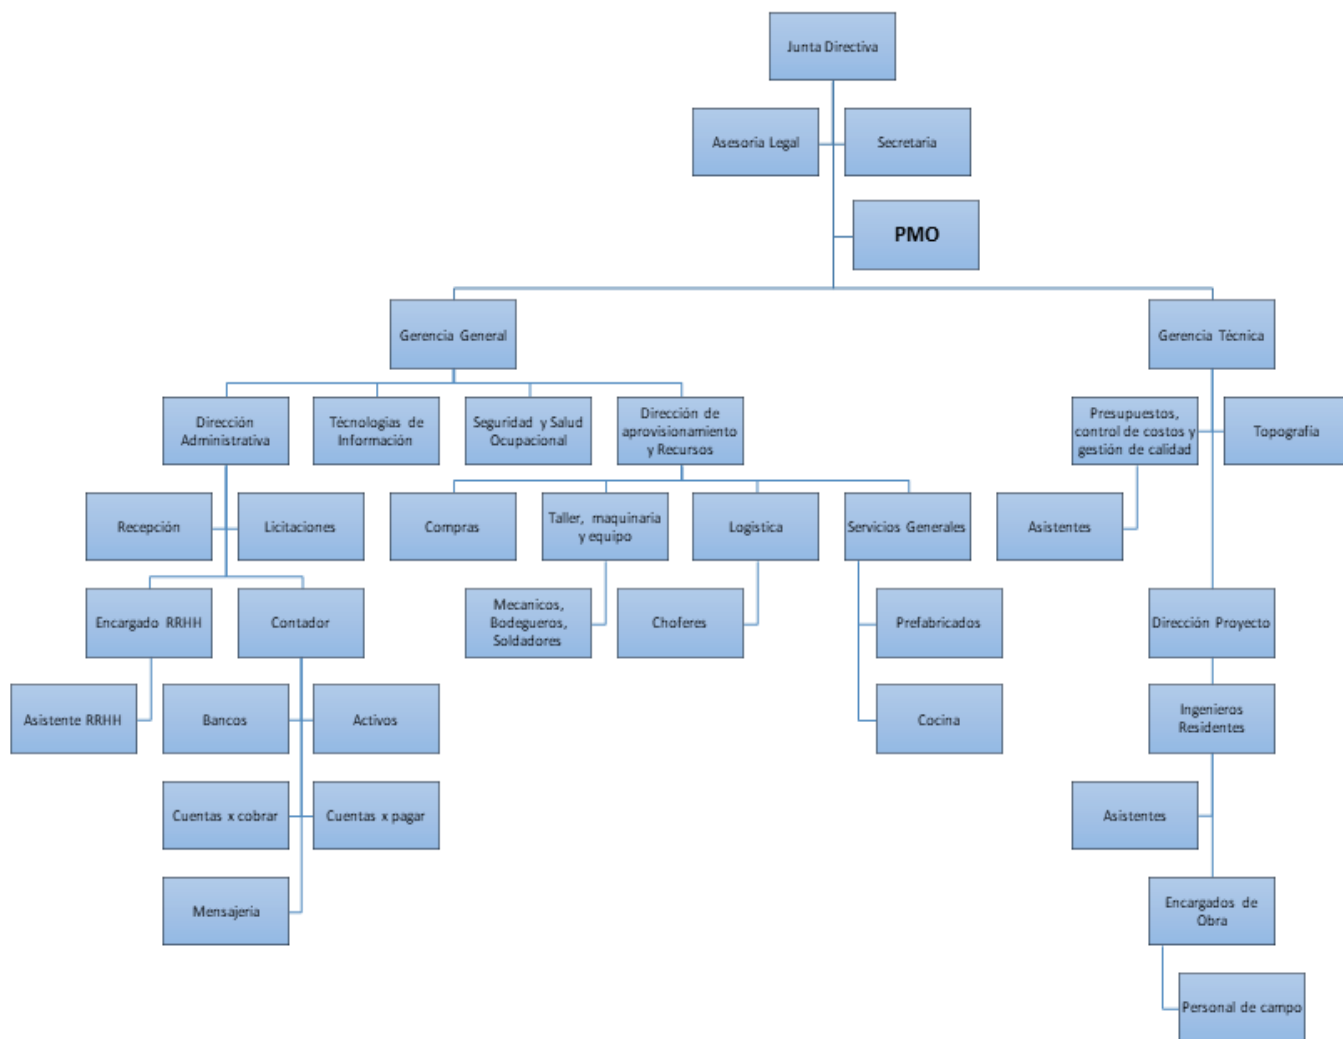 Junta Directiva
Asesoria Legal
Secretaria
PMO
Gerencia General
Gerencia Técnica
Dirección
Administrativa
Técnologias de
Información
Seguridad y Salud
Ocupacional
Dirección de
aprovisionamiento
y Recursos
Presupuestos,
control de costos y
gestión de calidad
Topografia
Recepción
Licitaciones
Compras
Taller, maquinaria
y equipo
Logistica
Servicios Generales
Asistentes
Encargado RRHH
Contador
Mecanicos,
Bodegueros,
Soldadores
Choferes
Prefabricados
Dirección Proyecto
Asistente RRHH
Bancos
Activos
Cocina
Ingenieros
Residentes
Cuentas x cobrar
Cuentas x pagar
Asistentes
Mensajeria
Encargados de
Obra
Personal de campo